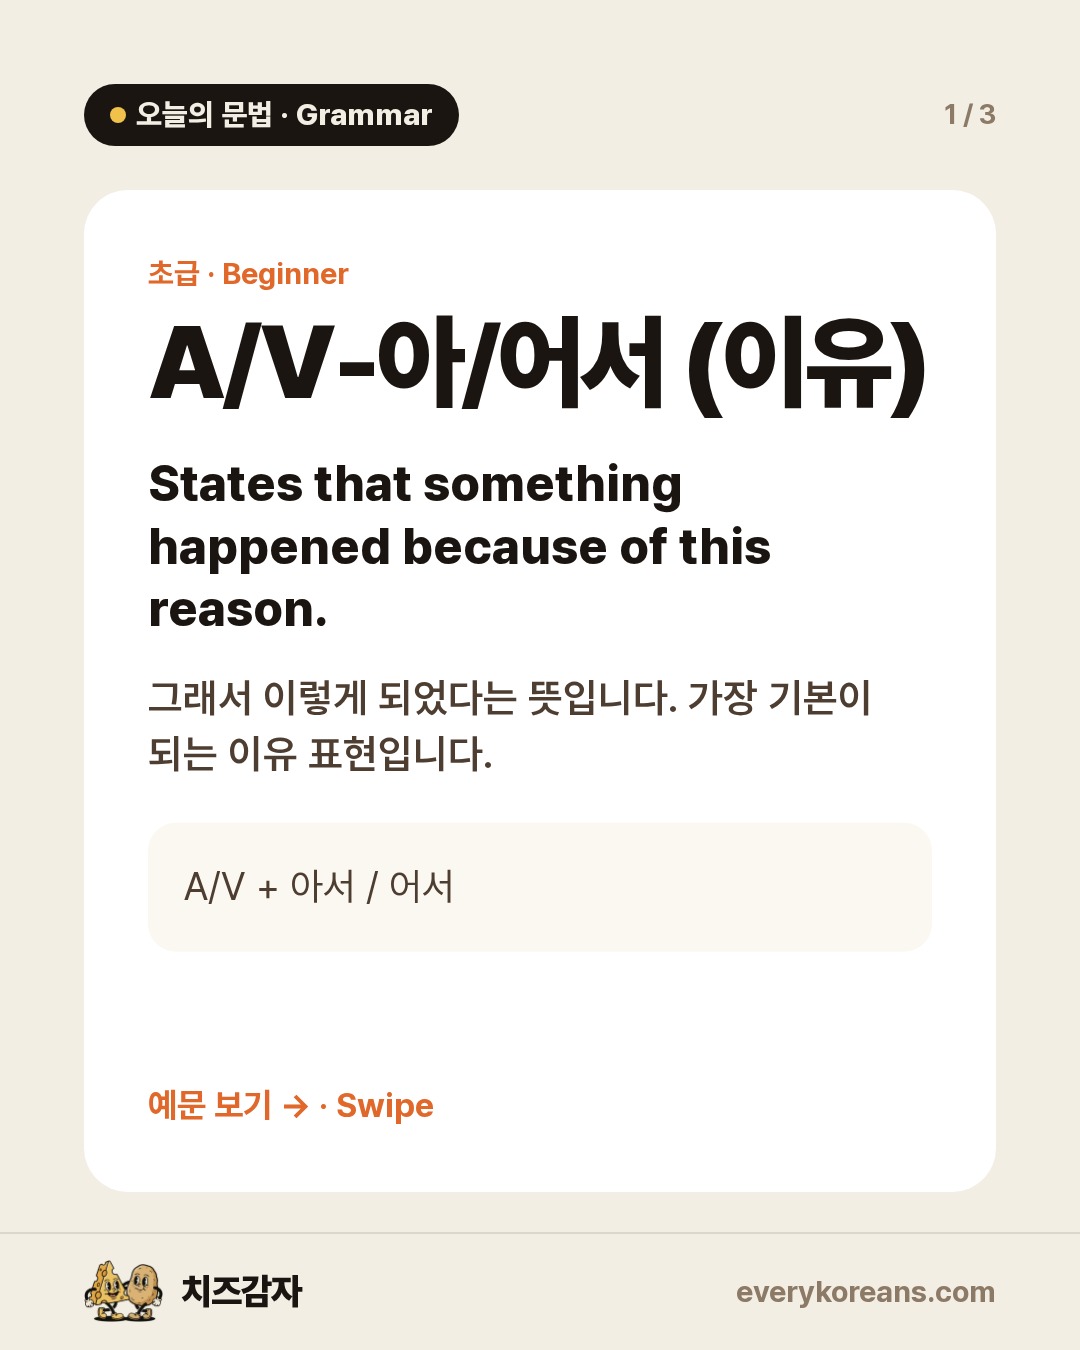 오늘의 문법 · Grammar
1 / 3
초급 · Beginner
A/V-아/어서 (이유)
States that something
happened because of this
reason.
그래서 이렇게 되었다는 뜻입니다. 가장 기본이
되는 이유 표현입니다.
A/V + 아서 / 어서
예문 보기 → · Swipe
치즈감자
everykoreans.com